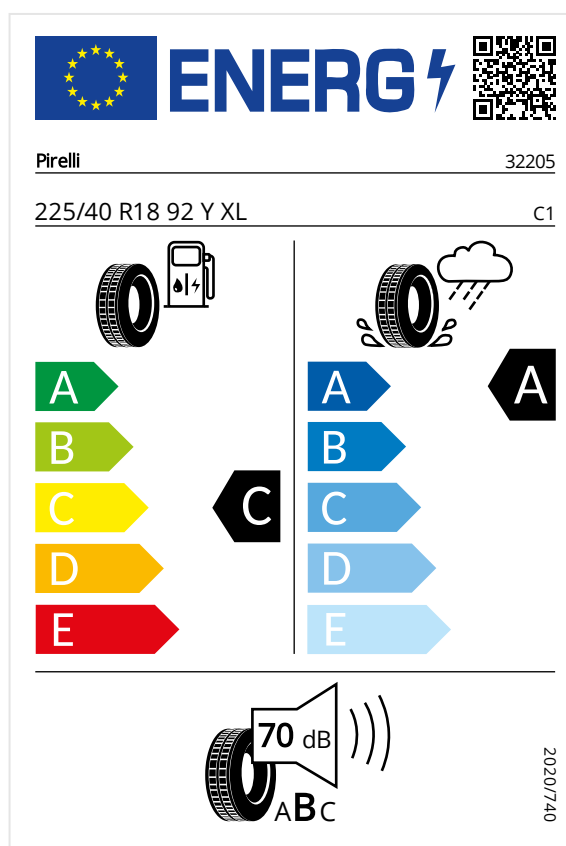 ENERG
Pirelli 32205
225/40 R18 92 Y XL C1
A A A
B B
C C C
D D
E E
70 dB
ABC
2020/740